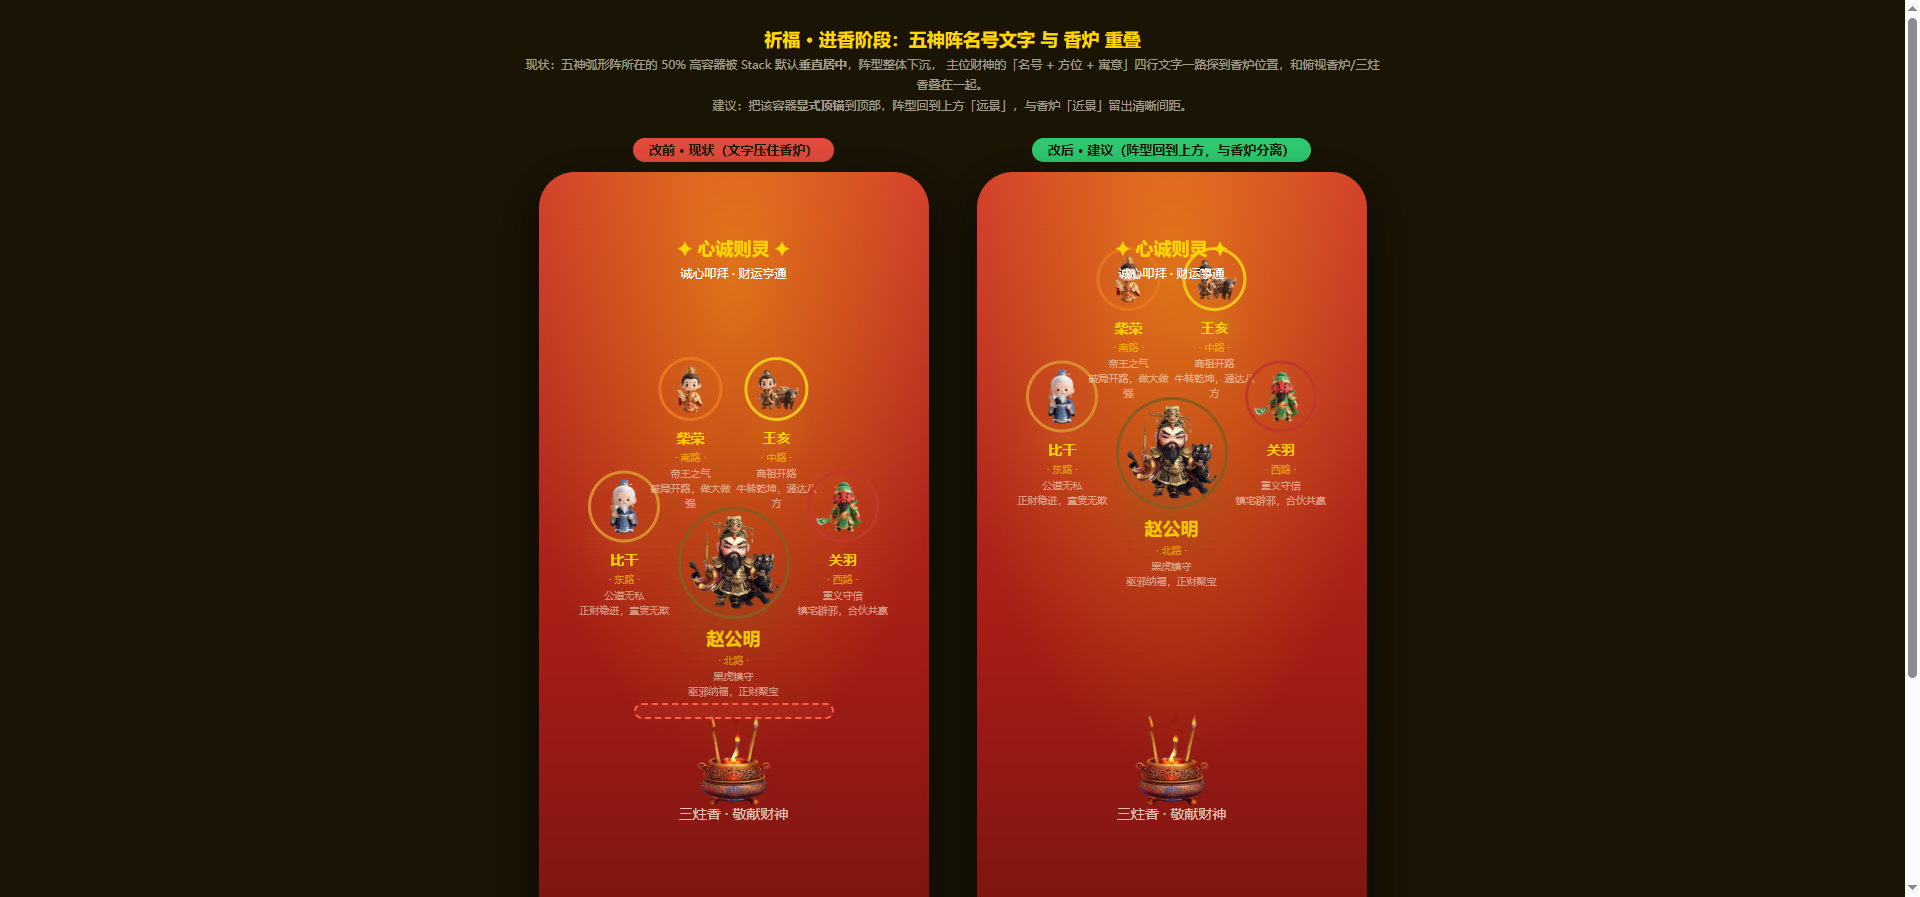 祈福 · 进香阶段：五神阵名号文字 与 香炉 重叠
现状：五神弧形阵所在的 50% 高容器被 Stack 默认垂直居中，阵型整体下沉， 主位财神的「名号 + 方位 + 寓意」四行文字一路探到香炉位置，和俯视香炉/三炷
香叠在一起。
建议：把该容器显式顶锚到顶部，阵型回到上方「远景」，与香炉「近景」留出清晰间距。
改前 · 现状（文字压住香炉）
✦ 心诚则灵 ✦
诚心叩拜 · 财运亨通
柴荣
· 南路 ·
帝王之气
破局开路，做大做
强
王亥
· 中路 ·
商祖开路
牛转乾坤，通达八
方
比干
· 东路 ·
公道无私
正财稳进，童叟无欺
关羽
· 西路 ·
重义守信
镇宅辟邪，合伙共赢
赵公明
· 北路 ·
黑虎镇守
驱邪纳福，正财聚宝
三炷香 · 敬献财神
改后 · 建议（阵型回到上方，与香炉分离）
✦ 心诚则灵 ✦
诚心叩拜 · 财运亨通
柴荣
· 南路 ·
帝王之气
破局开路，做大做
强
王亥
· 中路 ·
商祖开路
牛转乾坤，通达八
方
比干
· 东路 ·
公道无私
正财稳进，童叟无欺
关羽
· 西路 ·
重义守信
镇宅辟邪，合伙共赢
赵公明
· 北路 ·
黑虎镇守
驱邪纳福，正财聚宝
三炷香 · 敬献财神